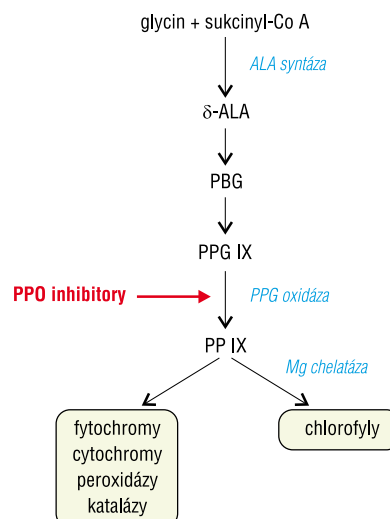 glycin + sukcinyl-Co A
ALA syntáza
δ-ALA
PBG
PPG IX
PPO inhibitory
PPG oxidáza
PP IX
Mg chelatáza
fytochromy
cytochromy
peroxidázy
katalázy
chlorofyly